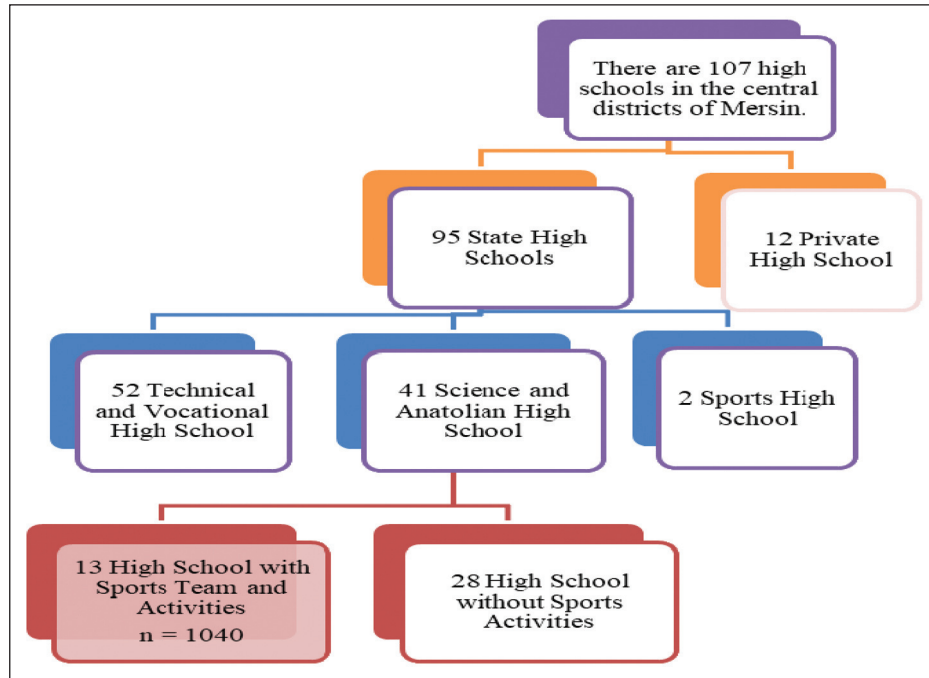 There are 107 high
schools in the central
districts of Mersin.
95 State High
Schools
12 Private
High School
52 Technical
and Vocational
High School
41 Science and
Anatolian High
School
2 Sports High
School
13 High School with
Sports Team and
Activities
n = 1040
28 High School
without Sports
Activities